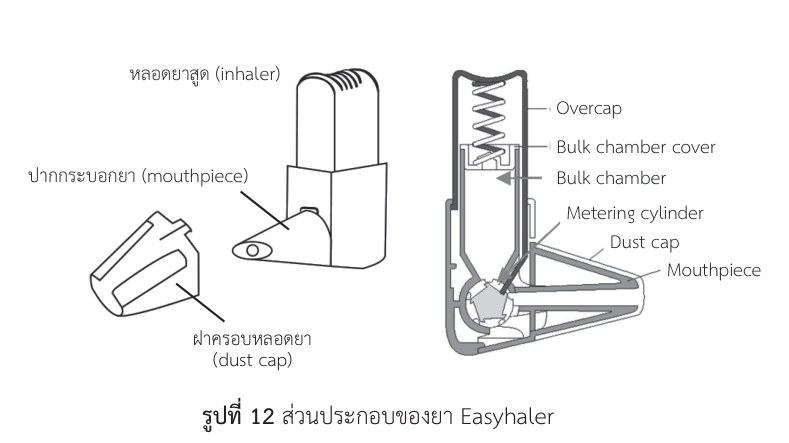 หลอดยาสูด (inhaler)
ปากกระบอกยา (mouthpiece)
ฝาครอบหลอดยา
(dust cap)
Overcap
Bulk chamber cover
Bulk chamber
Metering cylinder
Dust cap
Mouthpiece
รูปที่ 12 ส่วนประกอบของยา Easyhaler